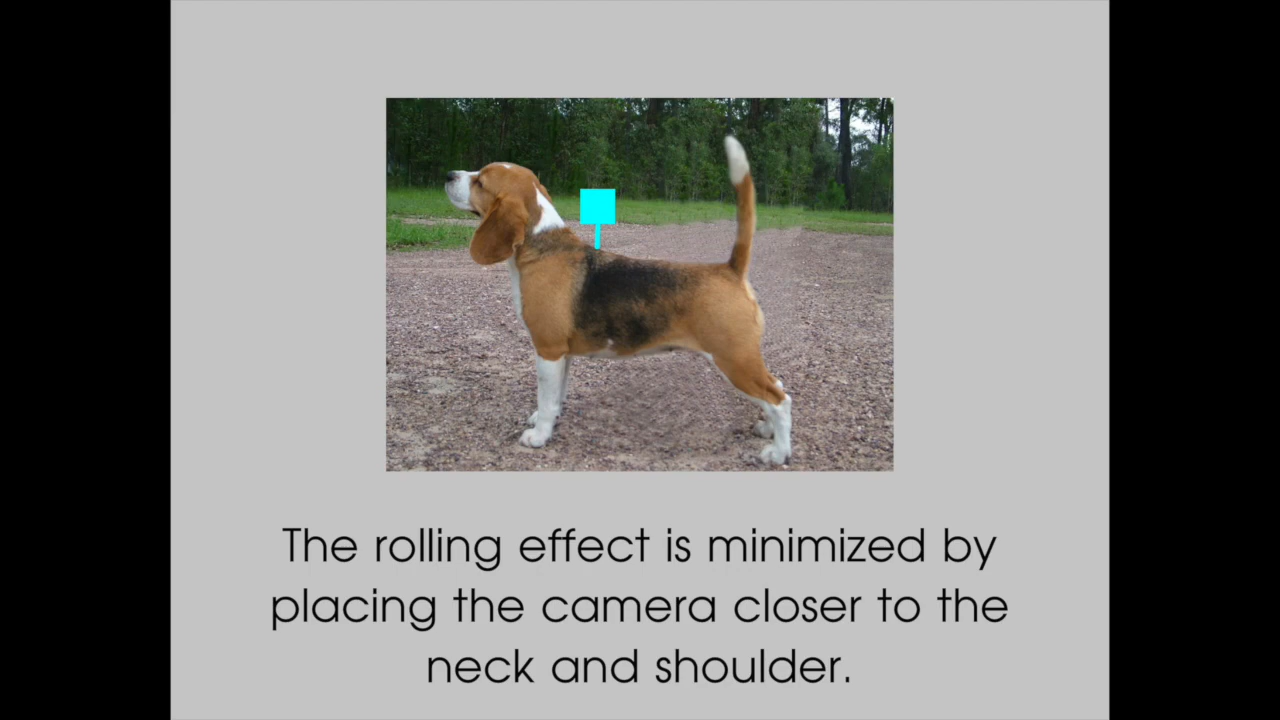 The rolling effect is minimized by
placing the camera closer to the
neck and shoulder.